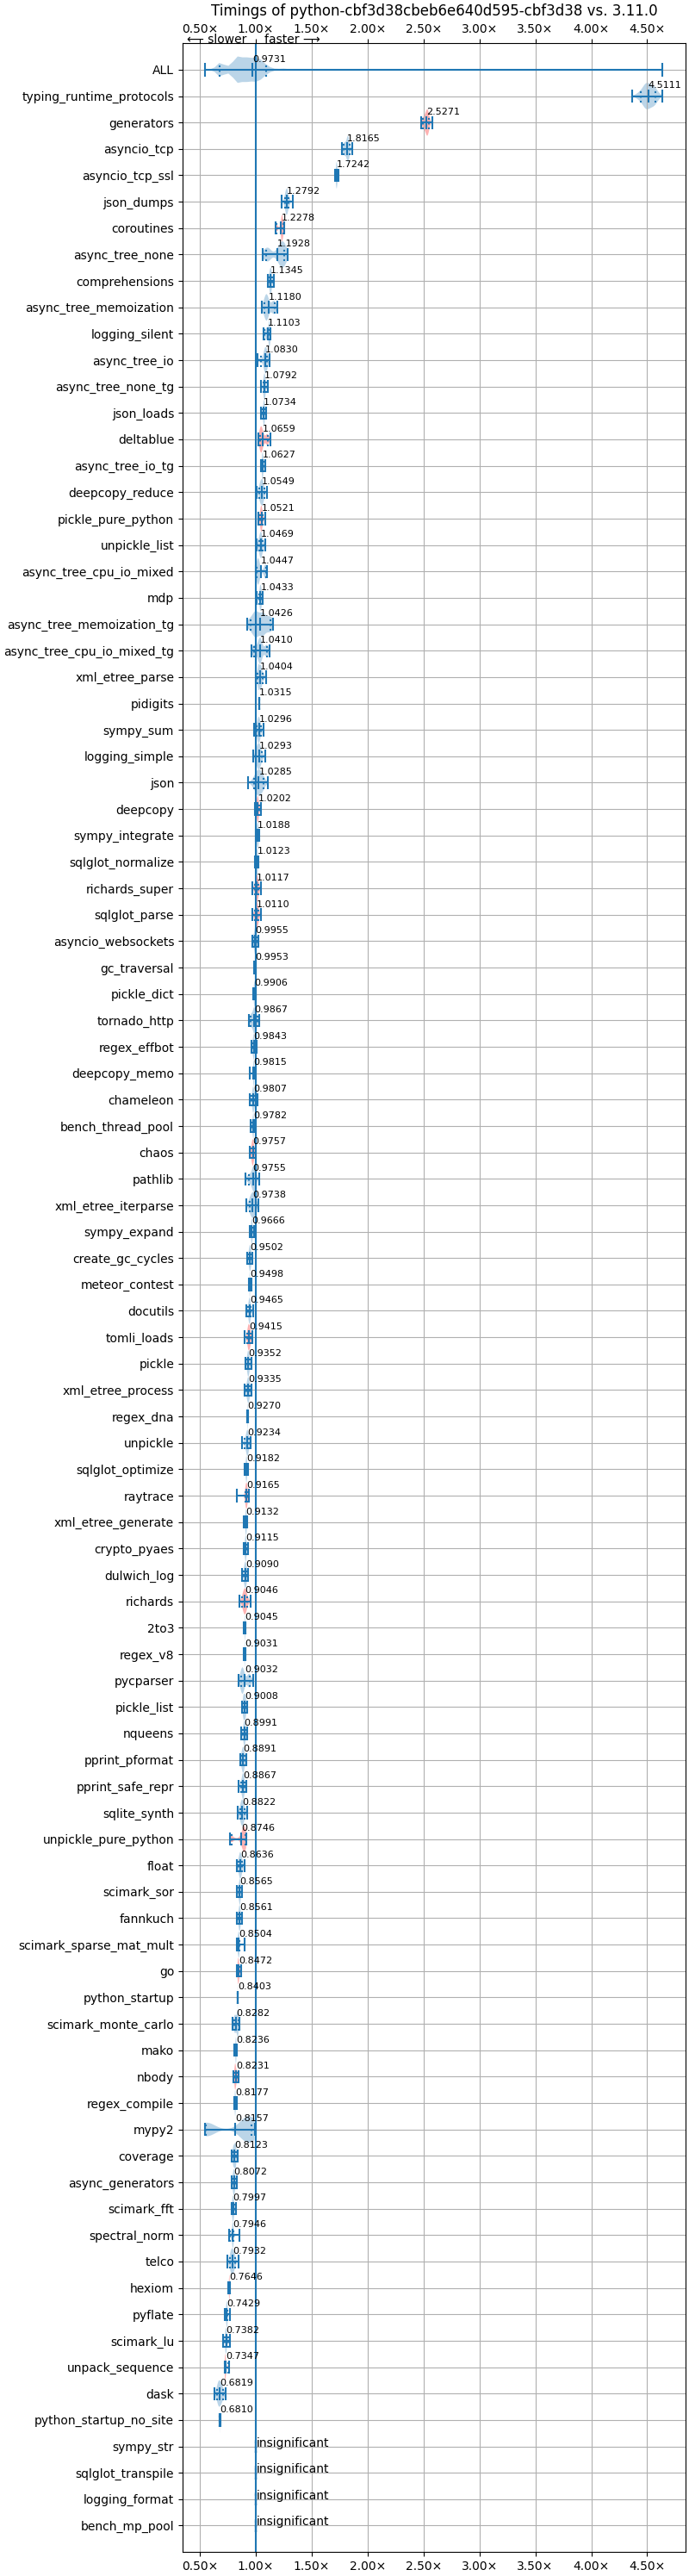 Timings of python-cbf3d38cbeb6e640d595-cbf3d38 vs. 3.11.0
0.50× 1.00× 1.50× 2.00× 2.50× 3.00× 3.50× 4.00× 4.50×
⟵ slower faster ⟶
ALL 0.9731
typing_runtime_protocols 4.5111
generators 2.5271
asyncio_tcp 1.8165
asyncio_tcp_ssl 1.7242
json_dumps 1.2792
coroutines 1.2278
async_tree_none 1.1928
comprehensions 1.1345
async_tree_memoization 1.1180
logging_silent 1.1103
async_tree_io 1.0830
async_tree_none_tg 1.0792
json_loads 1.0734
deltablue 1.0659
async_tree_io_tg 1.0627
deepcopy_reduce 1.0549
pickle_pure_python 1.0521
unpickle_list 1.0469
async_tree_cpu_io_mixed 1.0447
mdp 1.0433
async_tree_memoization_tg 1.0426
async_tree_cpu_io_mixed_tg 1.0410
xml_etree_parse 1.0404
pidigits 1.0315
sympy_sum 1.0296
logging_simple 1.0293
json 1.0285
deepcopy 1.0202
sympy_integrate 1.0188
sqlglot_normalize 1.0123
richards_super 1.0117
sqlglot_parse 1.0110
asyncio_websockets 0.9955
gc_traversal 0.9953
pickle_dict 0.9906
tornado_http 0.9867
regex_effbot 0.9843
deepcopy_memo 0.9815
chameleon 0.9807
bench_thread_pool 0.9782
chaos 0.9757
pathlib 0.9755
xml_etree_iterparse 0.9738
sympy_expand 0.9666
create_gc_cycles 0.9502
meteor_contest 0.9498
docutils 0.9465
tomli_loads 0.9415
pickle 0.9352
xml_etree_process 0.9335
regex_dna 0.9270
unpickle 0.9234
sqlglot_optimize 0.9182
raytrace 0.9165
xml_etree_generate 0.9132
crypto_pyaes 0.9115
dulwich_log 0.9090
richards 0.9046
2to3 0.9045
regex_v8 0.9031
pycparser 0.9032
pickle_list 0.9008
nqueens 0.8991
pprint_pformat 0.8891
pprint_safe_repr 0.8867
sqlite_synth 0.8822
unpickle_pure_python 0.8746
float 0.8636
scimark_sor 0.8565
fannkuch 0.8561
scimark_sparse_mat_mult 0.8504
go 0.8472
python_startup 0.8403
scimark_monte_carlo 0.8282
mako 0.8236
nbody 0.8231
regex_compile 0.8177
mypy2 0.8157
coverage 0.8123
async_generators 0.8072
scimark_fft 0.7997
spectral_norm 0.7946
telco 0.7932
hexiom 0.7646
pyflate 0.7429
scimark_lu 0.7382
unpack_sequence 0.7347
dask 0.6819
python_startup_no_site 0.6810
sympy_str insignificant
sqlglot_transpile insignificant
logging_format insignificant
bench_mp_pool insignificant
0.50× 1.00× 1.50× 2.00× 2.50× 3.00× 3.50× 4.00× 4.50×